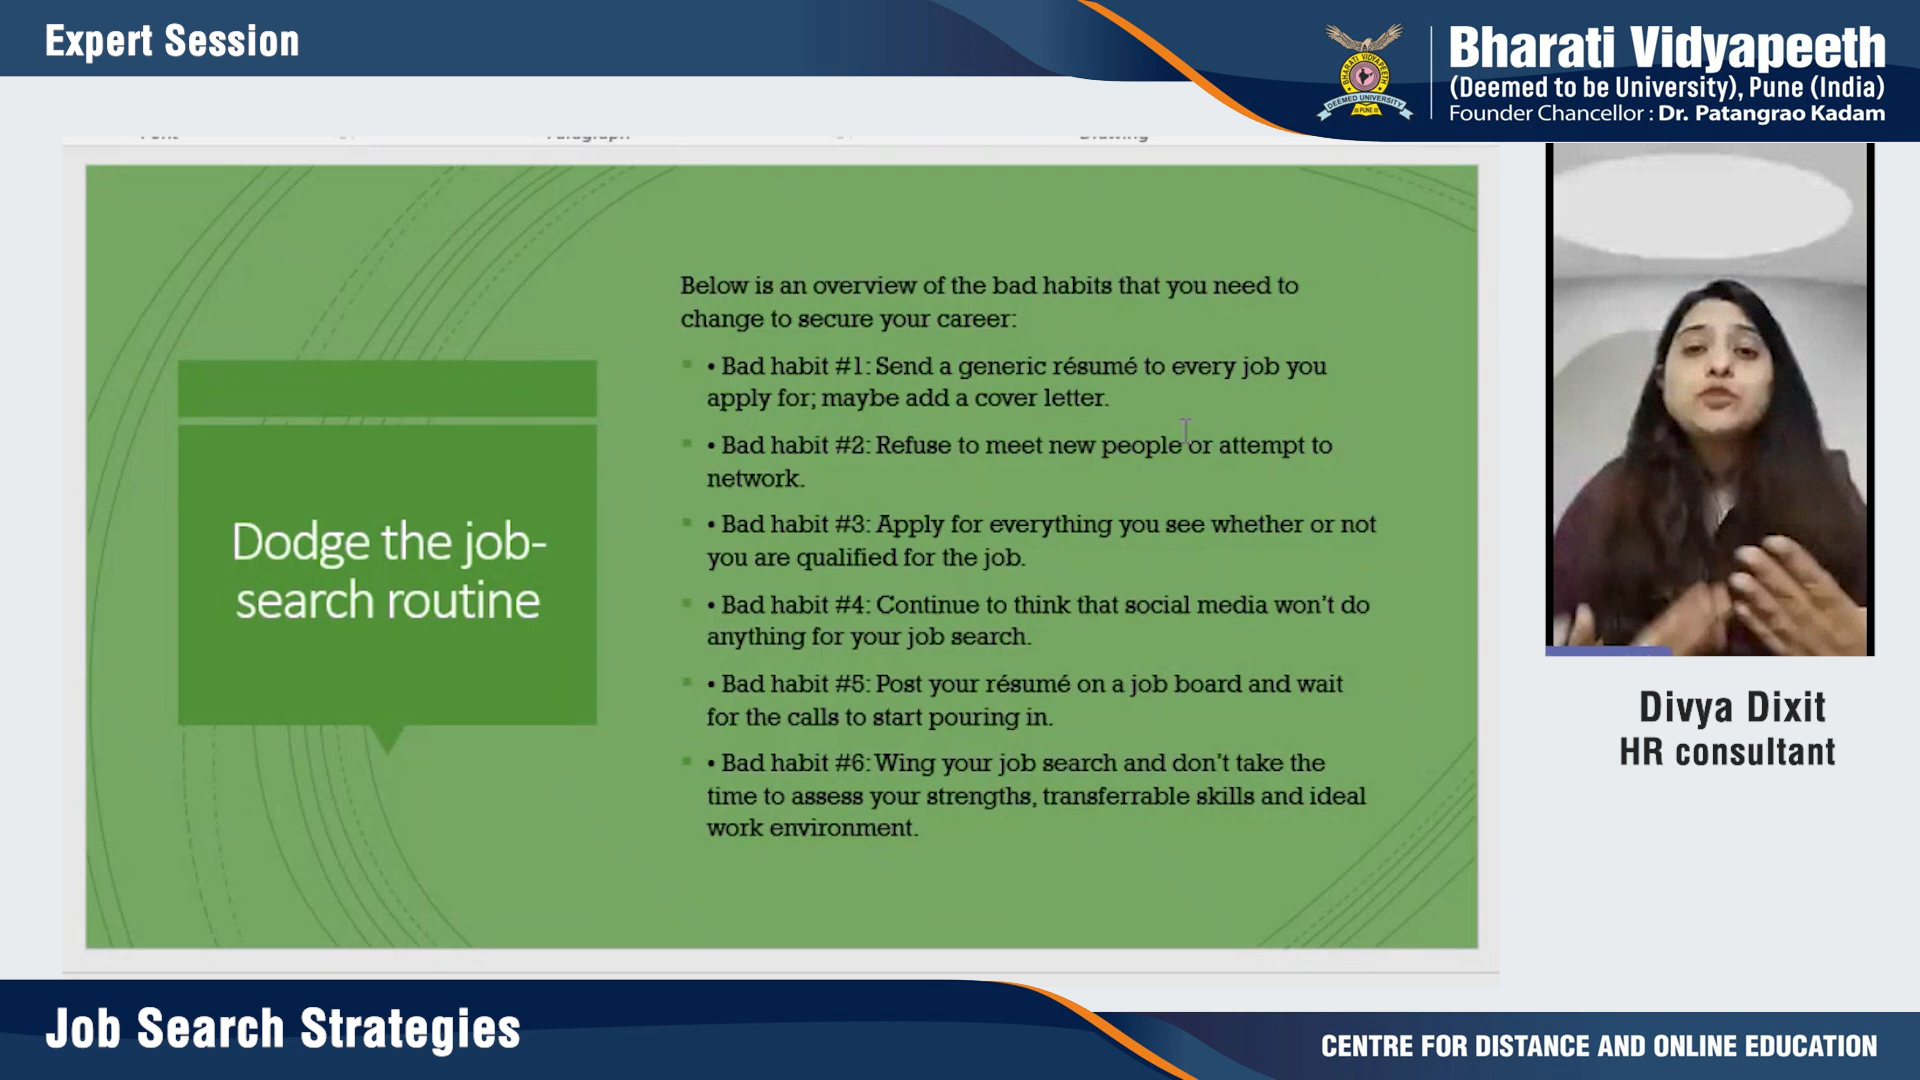 Expert Session
Bharati Vidyapeeth
(Deemed to be University), Pune (India)
Founder Chancellor : Dr. Patangrao Kadam
BHARATI VIDYAPEETH
DEEMED UNIVERSITY
PUNE
Paragraph
Drawing
Dodge the job-
search routine
Below is an overview of the bad habits that you need to
change to secure your career:
• Bad habit #1: Send a generic résumé to every job you
apply for; maybe add a cover letter.
• Bad habit #2: Refuse to meet new people or attempt to
network.
• Bad habit #3: Apply for everything you see whether or not
you are qualified for the job.
• Bad habit #4: Continue to think that social media won't do
anything for your job search.
• Bad habit #5: Post your résumé on a job board and wait
for the calls to start pouring in.
• Bad habit #6: Wing your job search and don't take the
time to assess your strengths, transferrable skills and ideal
work environment.
Divya Dixit
HR consultant
Job Search Strategies
CENTRE FOR DISTANCE AND ONLINE EDUCATION